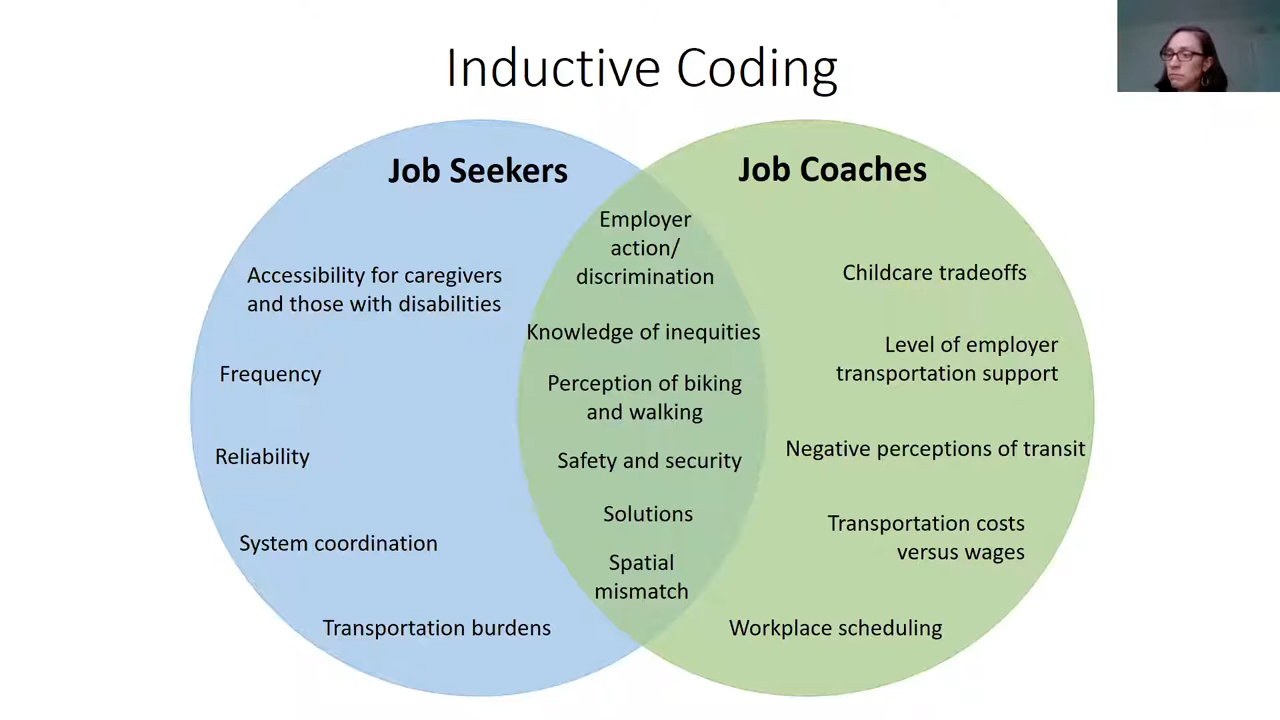 Inductive Coding
Job Seekers
Accessibility for caregivers
and those with disabilities
Frequency
Reliability
System coordination
Transportation burdens
Employer
action/
discrimination
Knowledge of inequities
Perception of biking
and walking
Safety and security
Solutions
Spatial
mismatch
Job Coaches
Childcare tradeoffs
Level of employer
transportation support
Negative perceptions of transit
Transportation costs
versus wages
Workplace scheduling